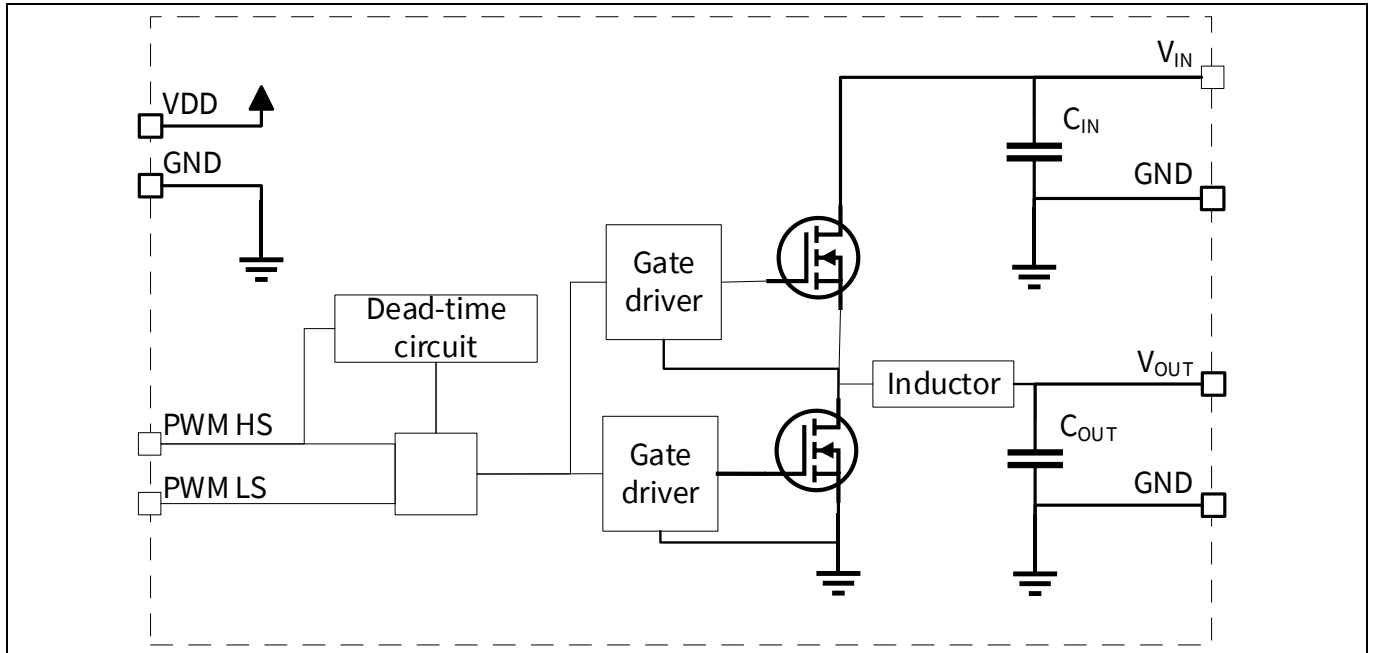 V_IN
VDD
C_IN
GND
GND
Gate
driver
Dead-time
circuit
V_OUT
Inductor
PWM HS
C_OUT
Gate
driver
PWM LS
GND